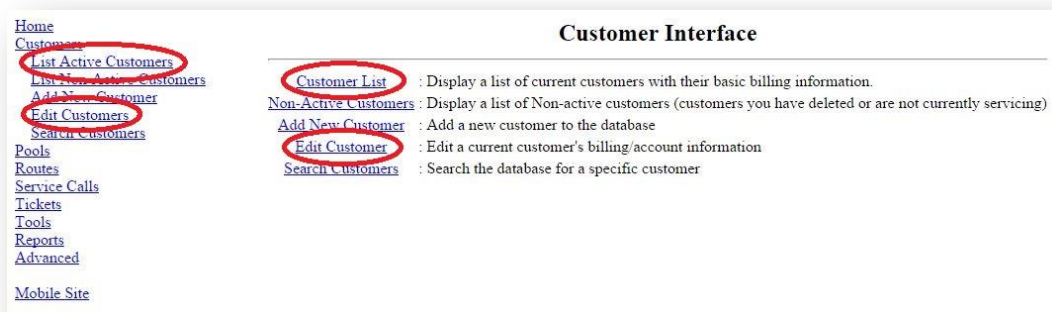 Home
Customers
List Active Customers
List Non-Active Customers
Add New Customer
Edit Customers
Search Customers
Pools
Routes
Service Calls
Tickets
Tools
Reports
Advanced
Mobile Site
Customer Interface
Customer List : Display a list of current customers with their basic billing information.
Non-Active Customers : Display a list of Non-active customers (customers you have deleted or are not currently servicing)
Add New Customer : Add a new customer to the database
Edit Customer : Edit a current customer's billing/account information
Search Customers : Search the database for a specific customer